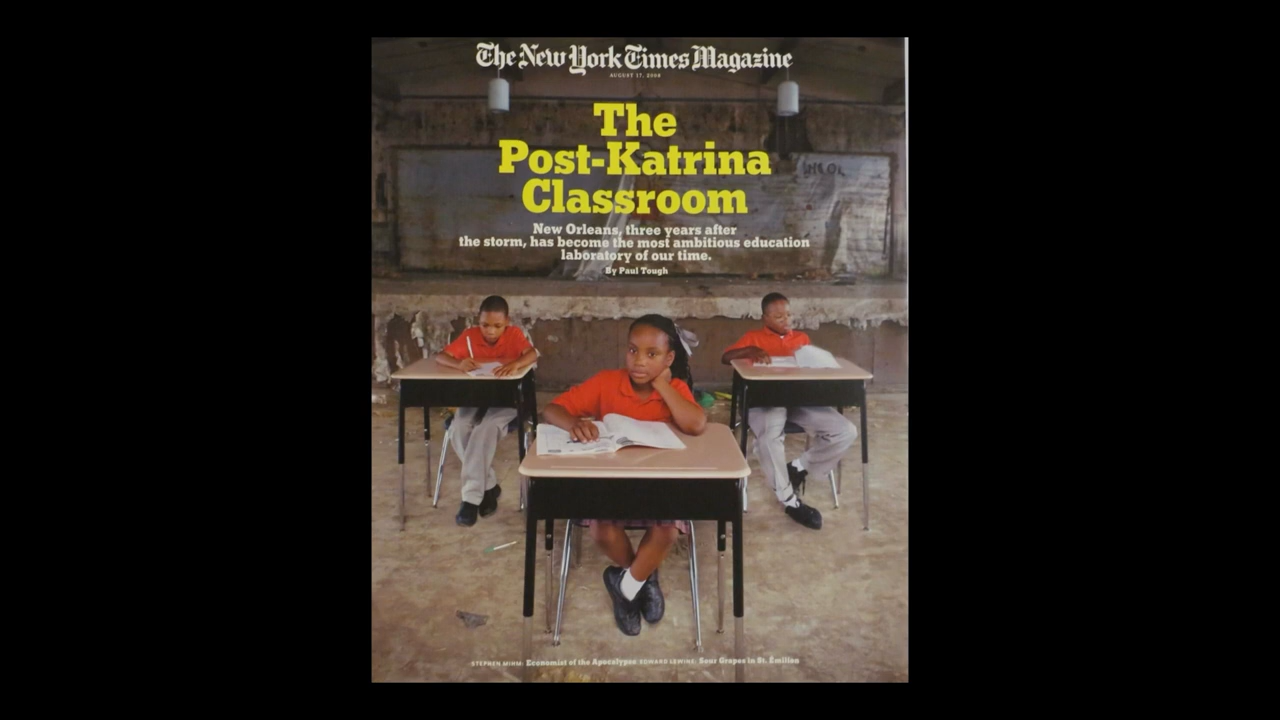 The New York Times Magazine
AUGUST 17, 2008
The
Post-Katrina
Classroom
New Orleans, three years after
the storm, has become the most ambitious education
laboratory of our time.
By Paul Tough
STEPHEN MIHM: Economist of the Apocalypse EDWARD LEWINE: Sour Grapes in St. Émilion